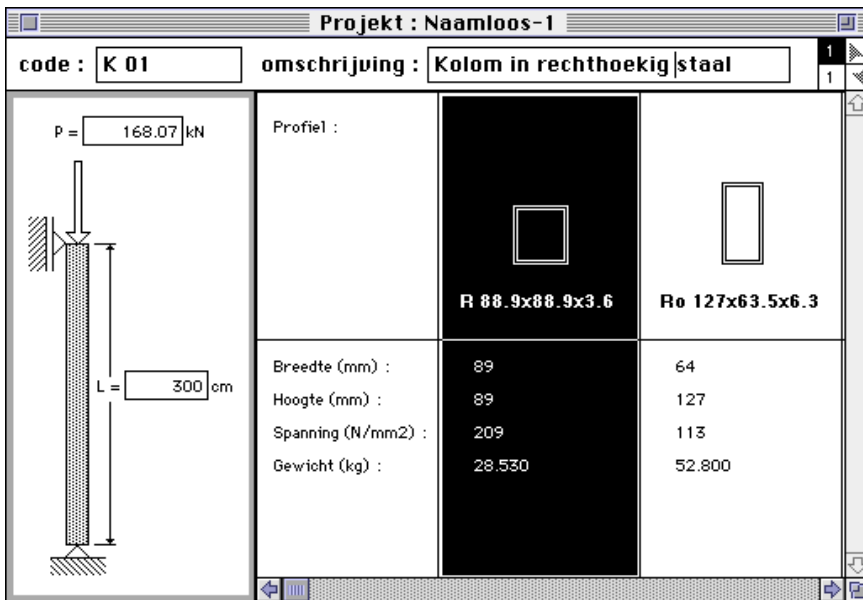 Projekt : Naamloos-1
code : K 01 omschrijving : Kolom in rechthoekig staal
1
1
P = 168.07 kN
L = 300 cm
Profiel :
R 88.9x88.9x3.6 Ro 127x63.5x6.3
Breedte (mm) : 89 64
Hoogte (mm) : 89 127
Spanning (N/mm2) : 209 113
Gewicht (kg) : 28.530 52.800